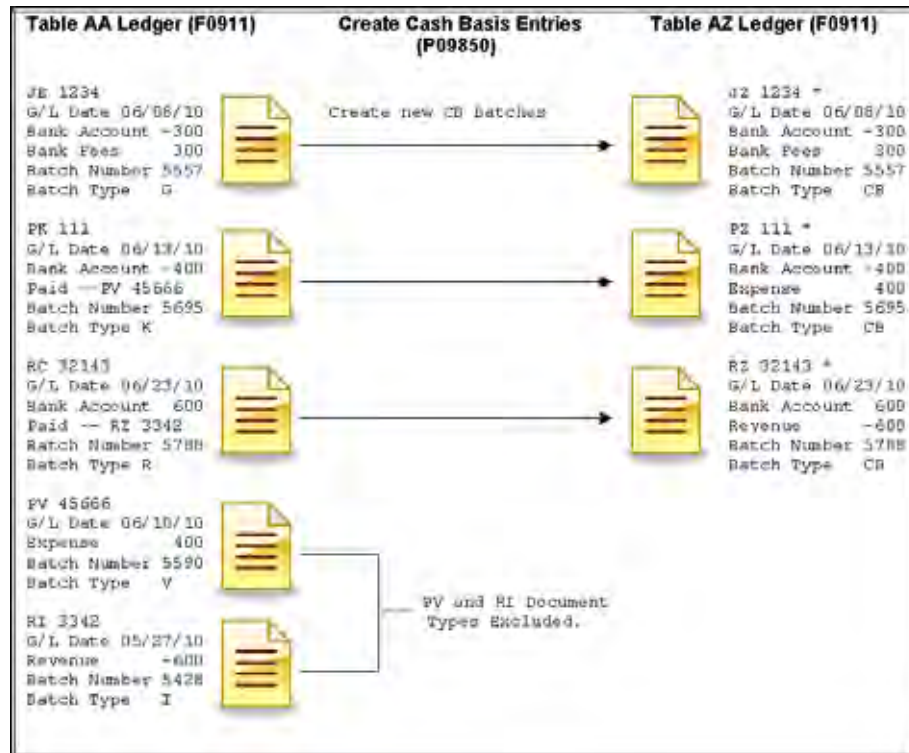 Table AA Ledger (F0911)
Create Cash Basis Entries
(P09850)
Table AZ Ledger (F0911)
JE 1234
G/L Date 06/08/10
Bank Account -300
Bank Fees 300
Batch Number 5557
Batch Type G
Create new CB batches
JZ 1234 *
G/L Date 06/08/10
Bank Account -300
Bank Fees 300
Batch Number 5557
Batch Type CB
PK 111
G/L Date 06/13/10
Bank Account -400
Paid -- PV 45666
Batch Number 5695
Batch Type K
PZ 111 *
G/L Date 06/13/10
Bank Account -400
Expense 400
Batch Number 5695
Batch Type CB
RC 32143
G/L Date 06/23/10
Bank Account 600
Paid -- RI 3342
Batch Number 5788
Batch Type R
RZ 32143 *
G/L Date 06/23/10
Bank Account 600
Revenue -600
Batch Number 5788
Batch Type CB
PV 45666
G/L Date 06/10/10
Expense 400
Batch Number 5590
Batch Type V
PV and RI Document
Types Excluded.
RI 3342
G/L Date 05/27/10
Revenue -600
Batch Number 5428
Batch Type I